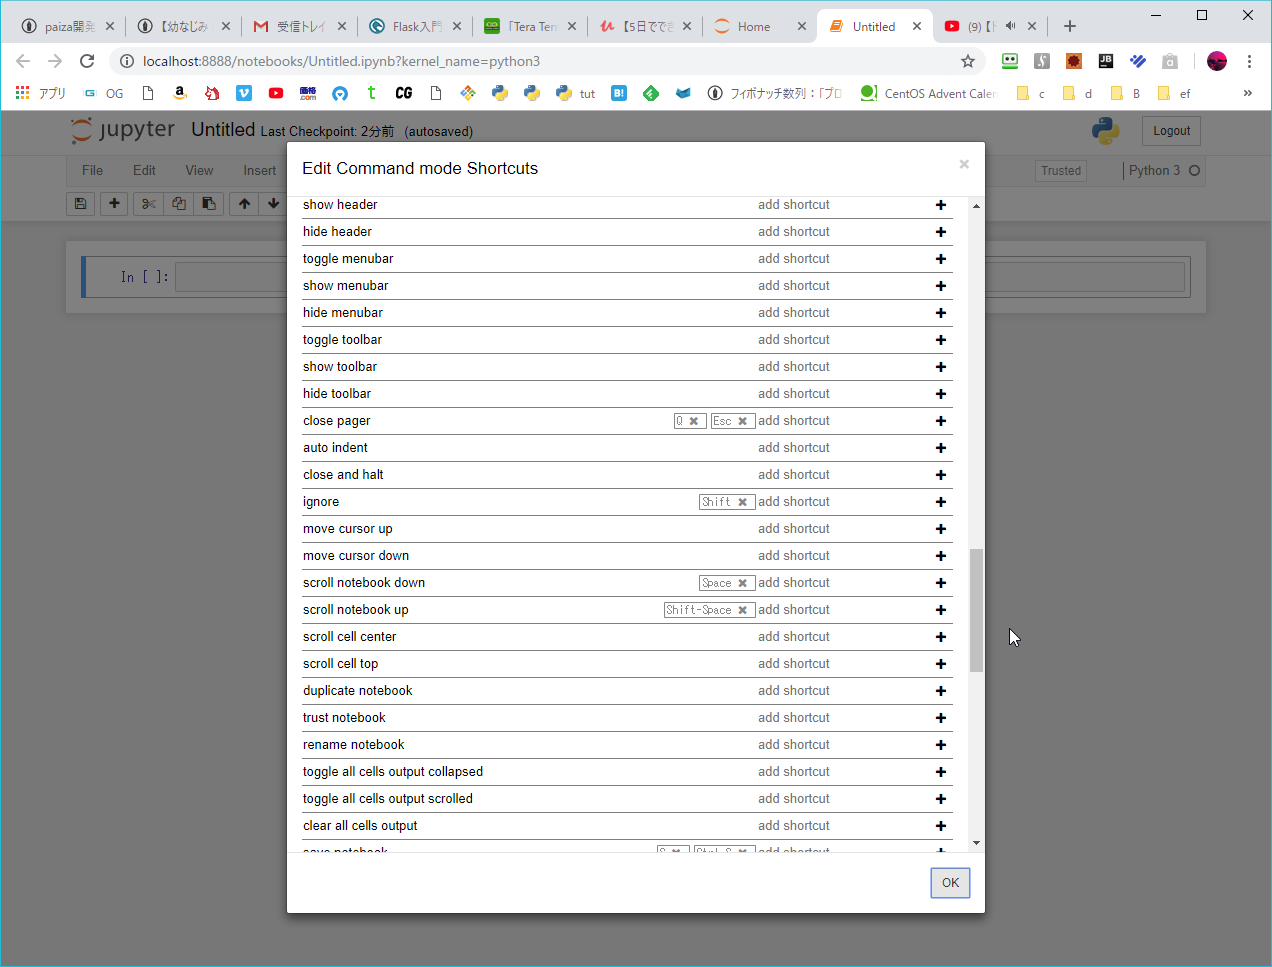 paiza開発
【幼なじみ
受信トレイ
Flask入門
「Tera Ten
【5日ででき
Home
Untitled
(9)【ト
localhost:8888/notebooks/Untitled.ipynb?kernel_name=python3
アプリ
OG
tut
フィボナッチ数列：「プロ
CentOS Advent Calen
c
d
B
ef
jupyter
Untitled Last Checkpoint: 2分前 (autosaved)
Logout
File
Edit
View
Insert
Trusted
Python 3
In [ ]:
Edit Command mode Shortcuts
show header add shortcut
hide header add shortcut
toggle menubar add shortcut
show menubar add shortcut
hide menubar add shortcut
toggle toolbar add shortcut
show toolbar add shortcut
hide toolbar add shortcut
close pager Q Esc add shortcut
auto indent add shortcut
close and halt add shortcut
ignore Shift add shortcut
move cursor up add shortcut
move cursor down add shortcut
scroll notebook down Space add shortcut
scroll notebook up Shift-Space add shortcut
scroll cell center add shortcut
scroll cell top add shortcut
duplicate notebook add shortcut
trust notebook add shortcut
rename notebook add shortcut
toggle all cells output collapsed add shortcut
toggle all cells output scrolled add shortcut
clear all cells output add shortcut
save notebook S Ctrl-S add shortcut
OK